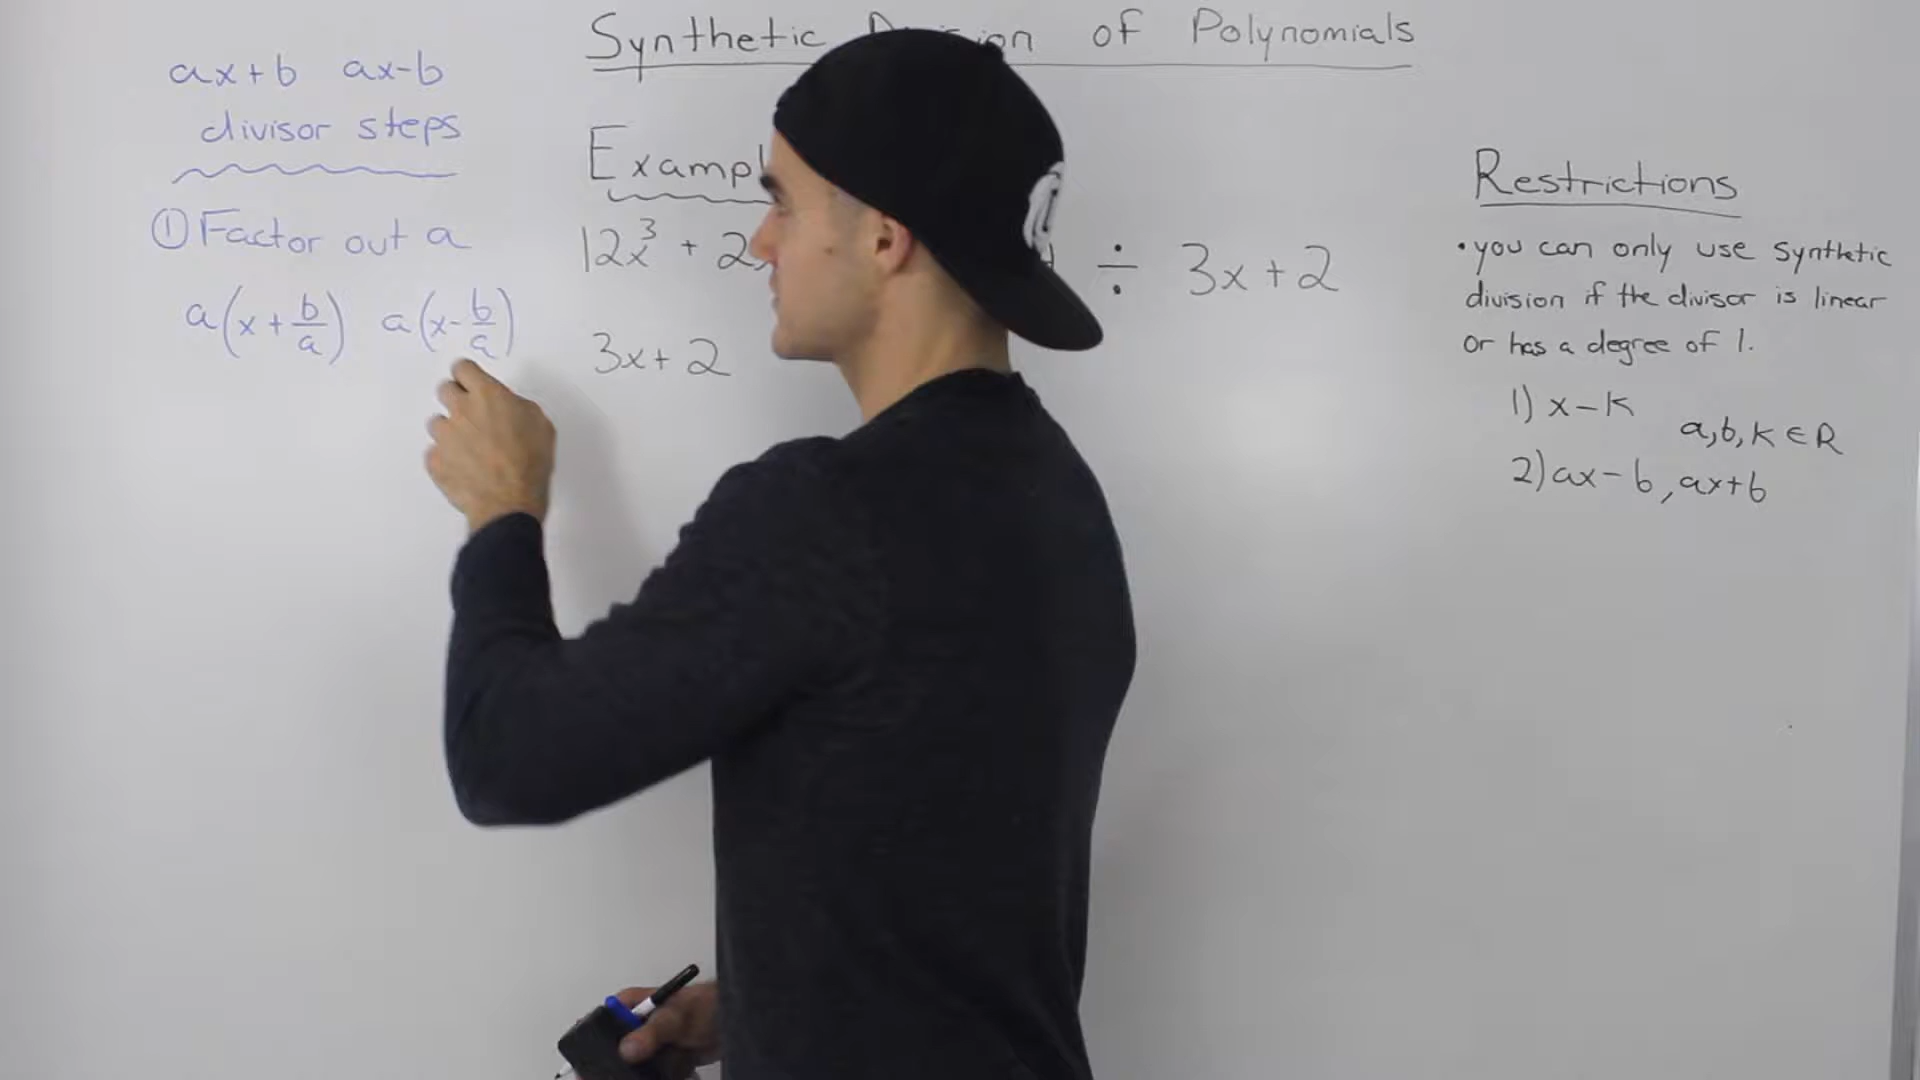 Synthetic of Polynomials
ax+b ax-b
divisor steps
① Factor out a
a(x + b/a) a(x - b/a)
Exampl
12x³ + 2 ÷ 3x + 2
3x + 2
Restrictions
• you can only use synthetic
division if the divisor is linear
or has a degree of 1.
1) x - k
a, b, k ∈ R
2) ax - b, ax + b